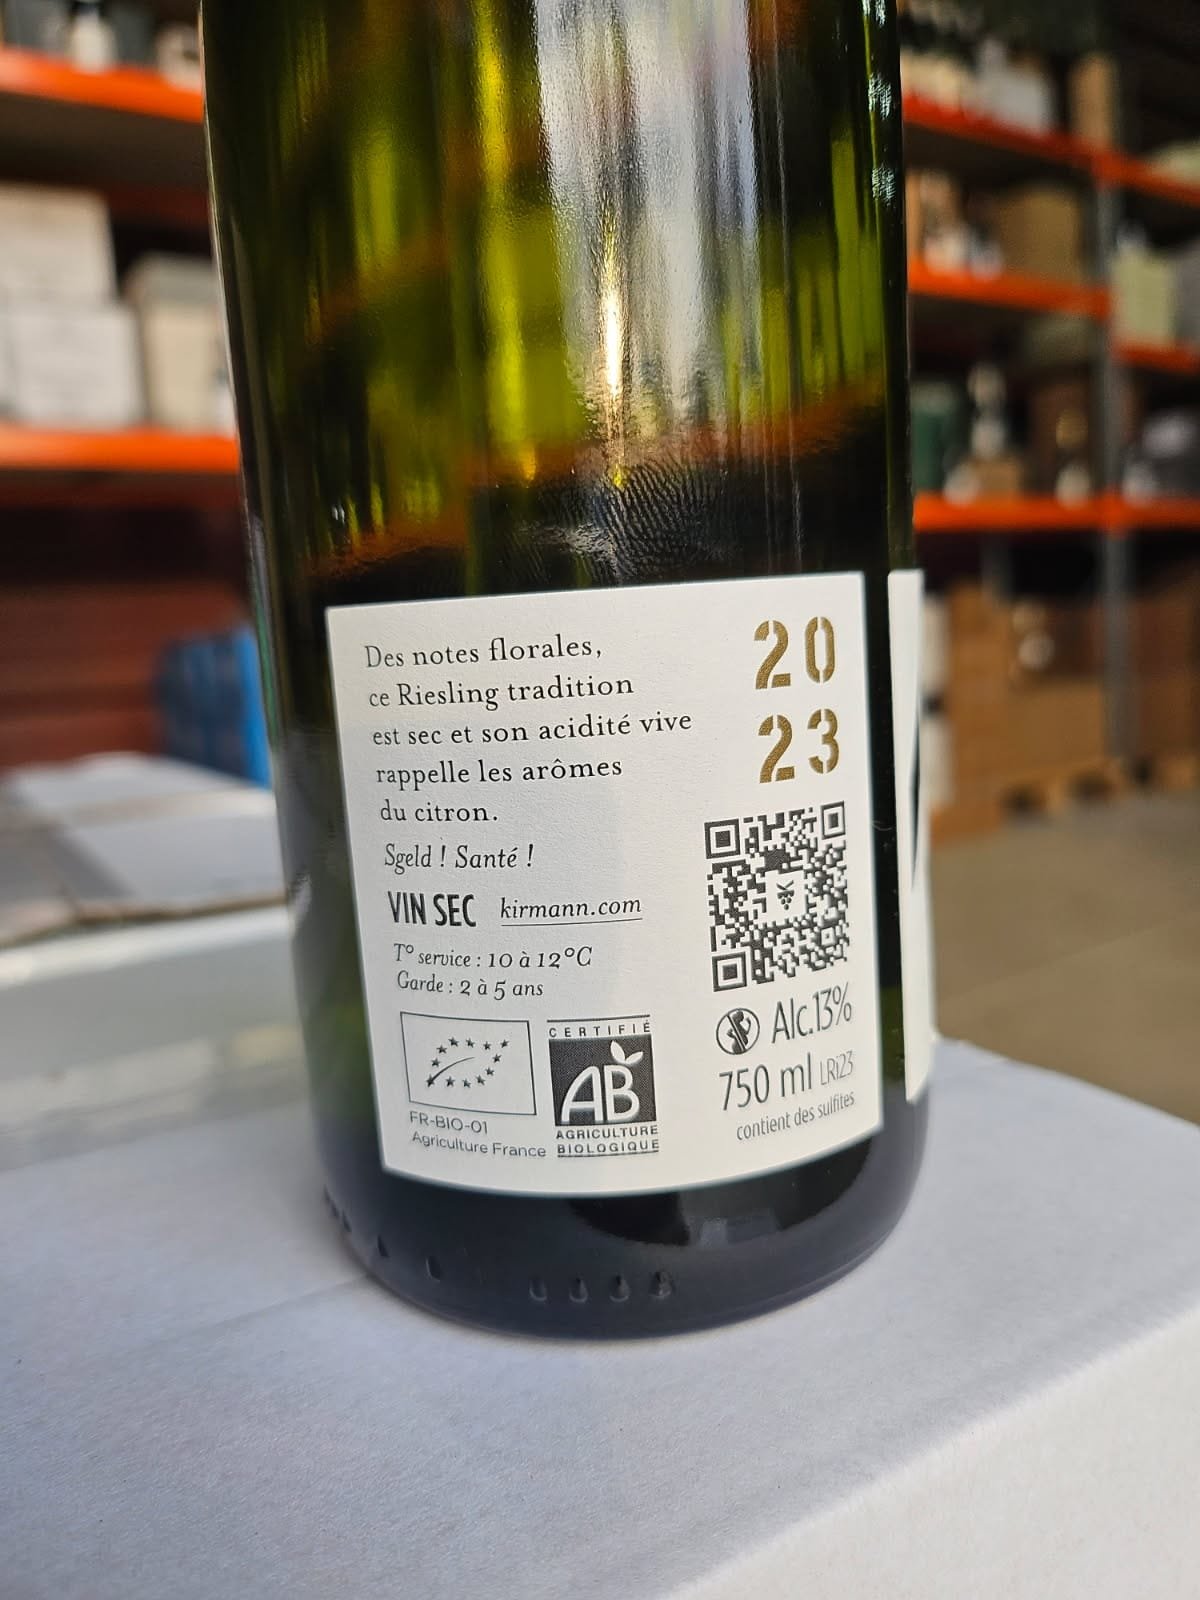 Des notes florales,
ce Riesling tradition
est sec et son acidité vive
rappelle les arômes
du citron.
Sgeld ! Santé !
VIN SEC kirmann.com
T° service : 10 à 12°C
Garde : 2 à 5 ans
20
23
CERTIFIÉ
AB
AGRICULTURE
BIOLOGIQUE
FR-BIO-01
Agriculture France
Alc.13%
750 ml LRi23
contient des sulfites